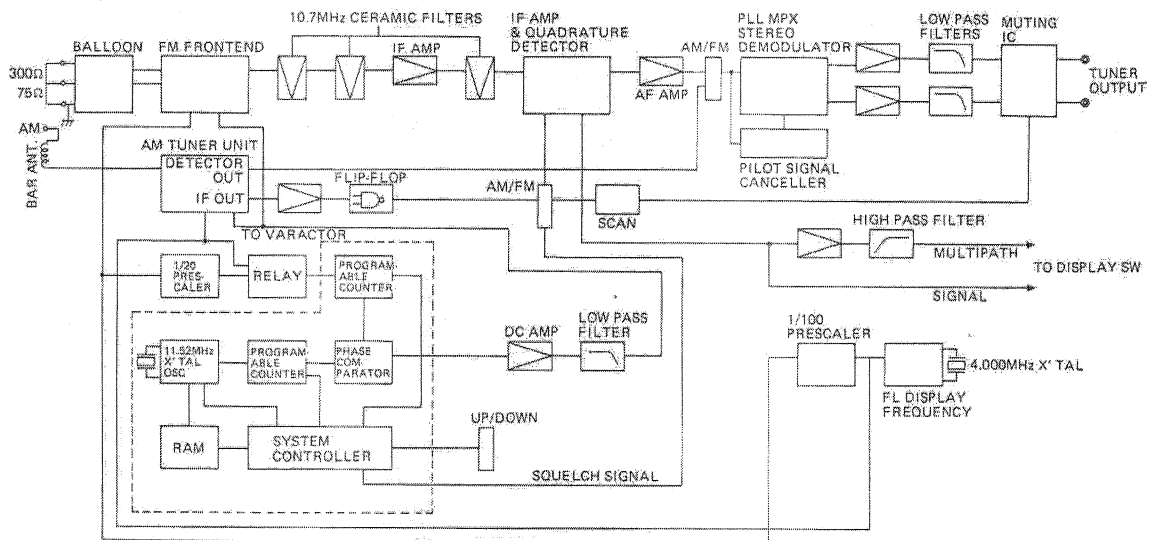 10.7MHz CERAMIC FILTERS
IF AMP
& QUADRATURE
DETECTOR
PLL MPX
STEREO
DEMODULATOR
LOW PASS
FILTERS
MUTING
IC
BALLOON
FM FRONTEND
IF AMP
AM/FM
300Ω
75Ω
AF AMP
TUNER
OUTPUT
AM
BAR ANT.
AM TUNER UNIT
DETECTOR
OUT
IF OUT
FLIP-FLOP
AM/FM
SCAN
PILOT SIGNAL
CANCELLER
TO VARACTOR
HIGH PASS FILTER
MULTIPATH
TO DISPLAY SW
SIGNAL
1/20
PRES-
CALER
RELAY
PROGRAM-
ABLE
COUNTER
DC AMP
LOW PASS
FILTER
1/100
PRESCALER
11.52MHz
X' TAL
OSC
PROGRAM-
ABLE
COUNTER
PHASE
COM-
PARATOR
4.000MHz X' TAL
FL DISPLAY
FREQUENCY
RAM
SYSTEM
CONTROLLER
UP/DOWN
SQUELCH SIGNAL